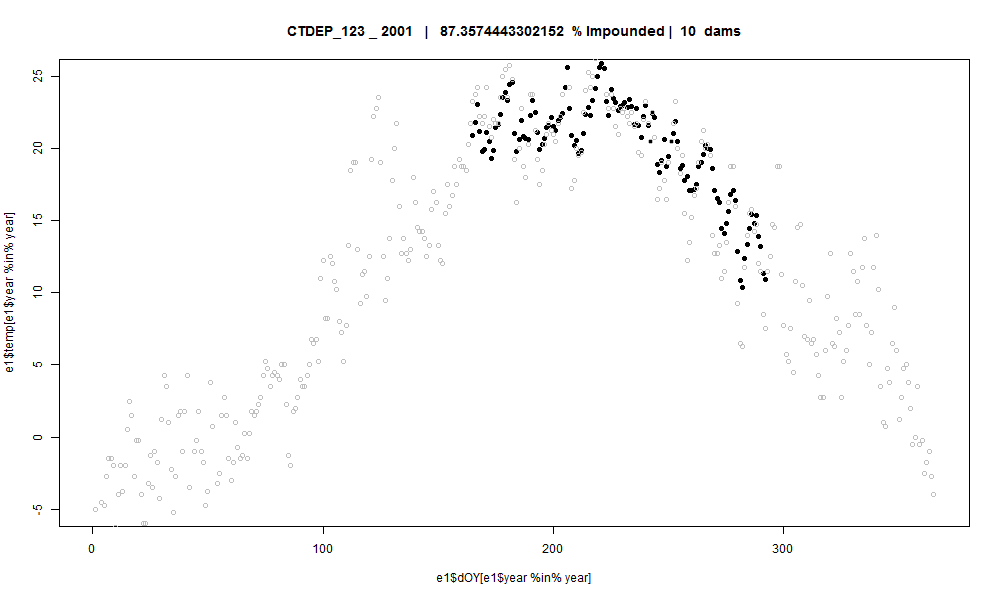 CTDEP_123 _ 2001 | 87.3574443302152 % Impounded | 10 dams
e1$temp[e1$year %in% year]
25
20
15
10
5
0
-5
0 100 200 300
e1$dOY[e1$year %in% year]